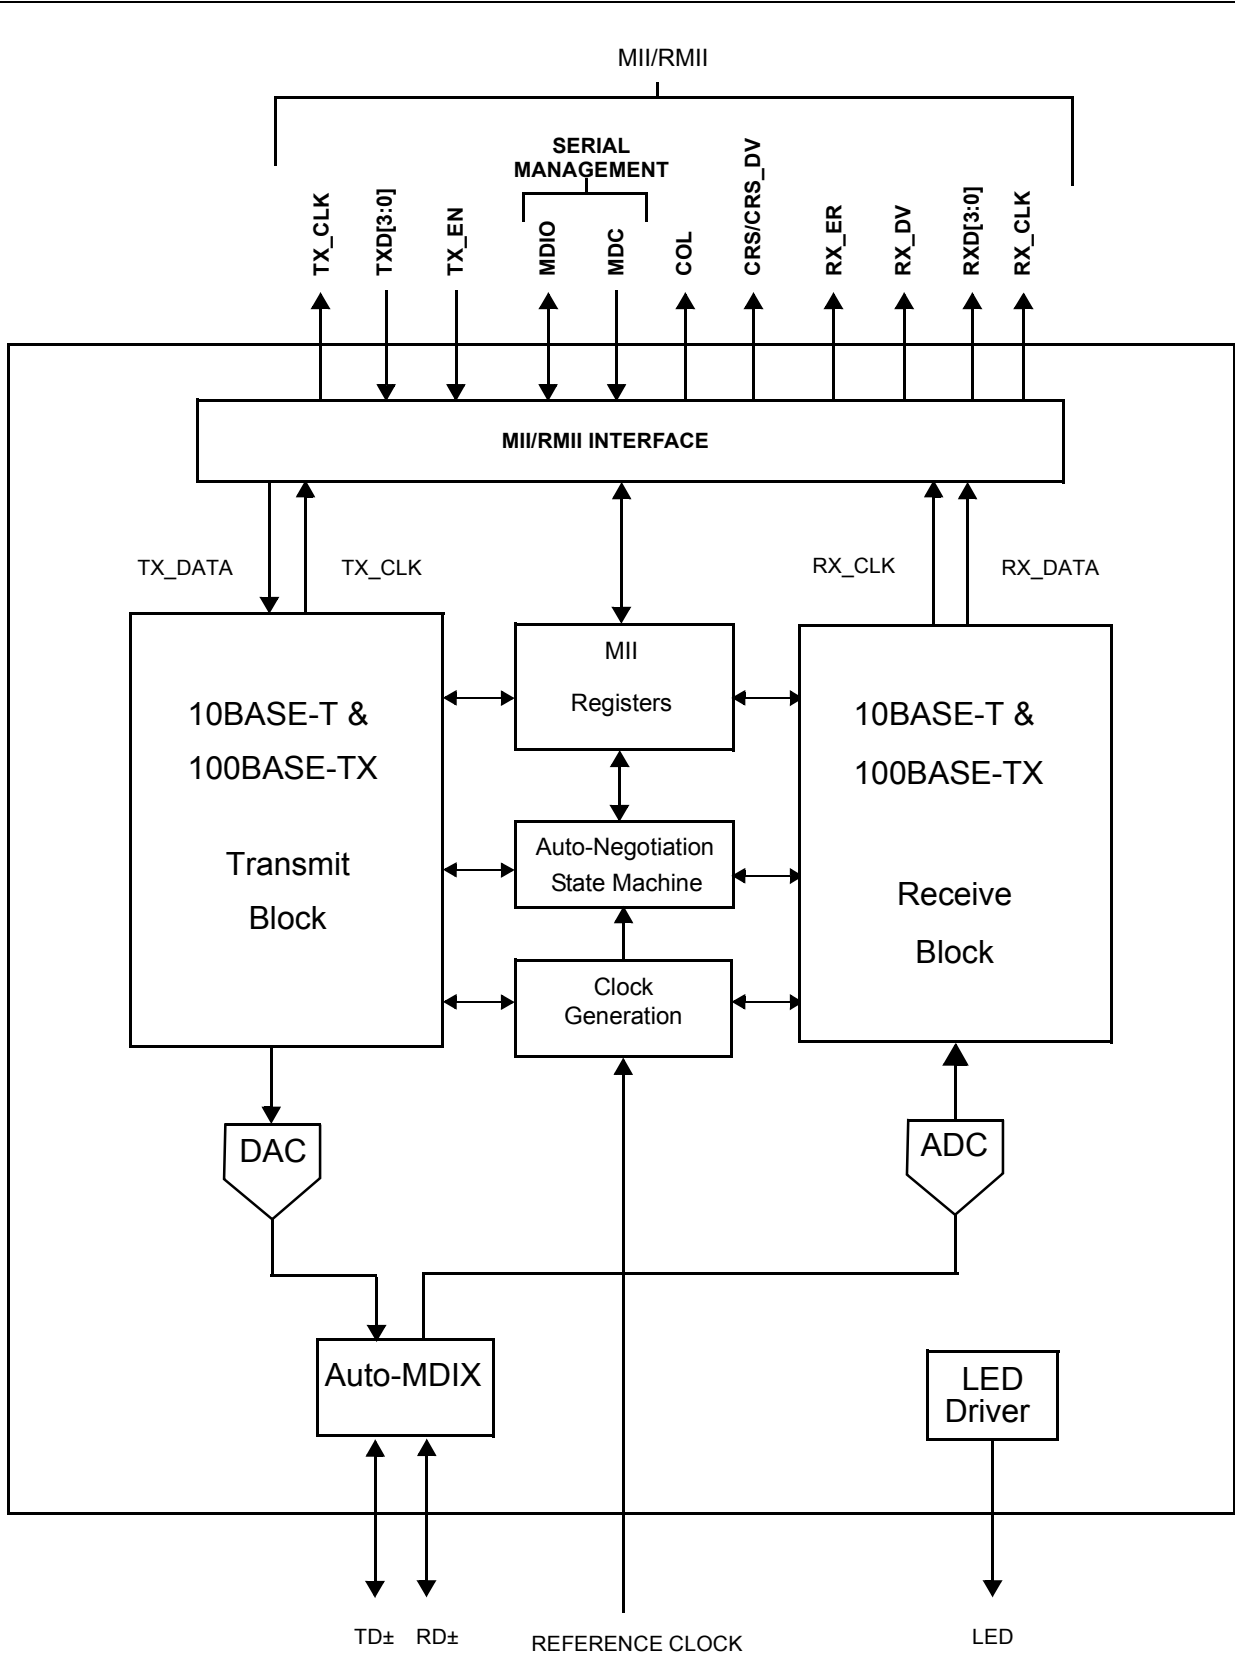 MII/RMII
SERIAL
MANAGEMENT
TX_CLK
TXD[3:0]
TX_EN
MDIO
MDC
COL
CRS/CRS_DV
RX_ER
RX_DV
RXD[3:0]
RX_CLK
MII/RMII INTERFACE
TX_DATA
TX_CLK
RX_CLK
RX_DATA
10BASE-T &
100BASE-TX
Transmit
Block
MII
Registers
Auto-Negotiation
State Machine
Clock
Generation
10BASE-T &
100BASE-TX
Receive
Block
DAC
ADC
Auto-MDIX
LED
Driver
TD±
RD±
REFERENCE CLOCK
LED